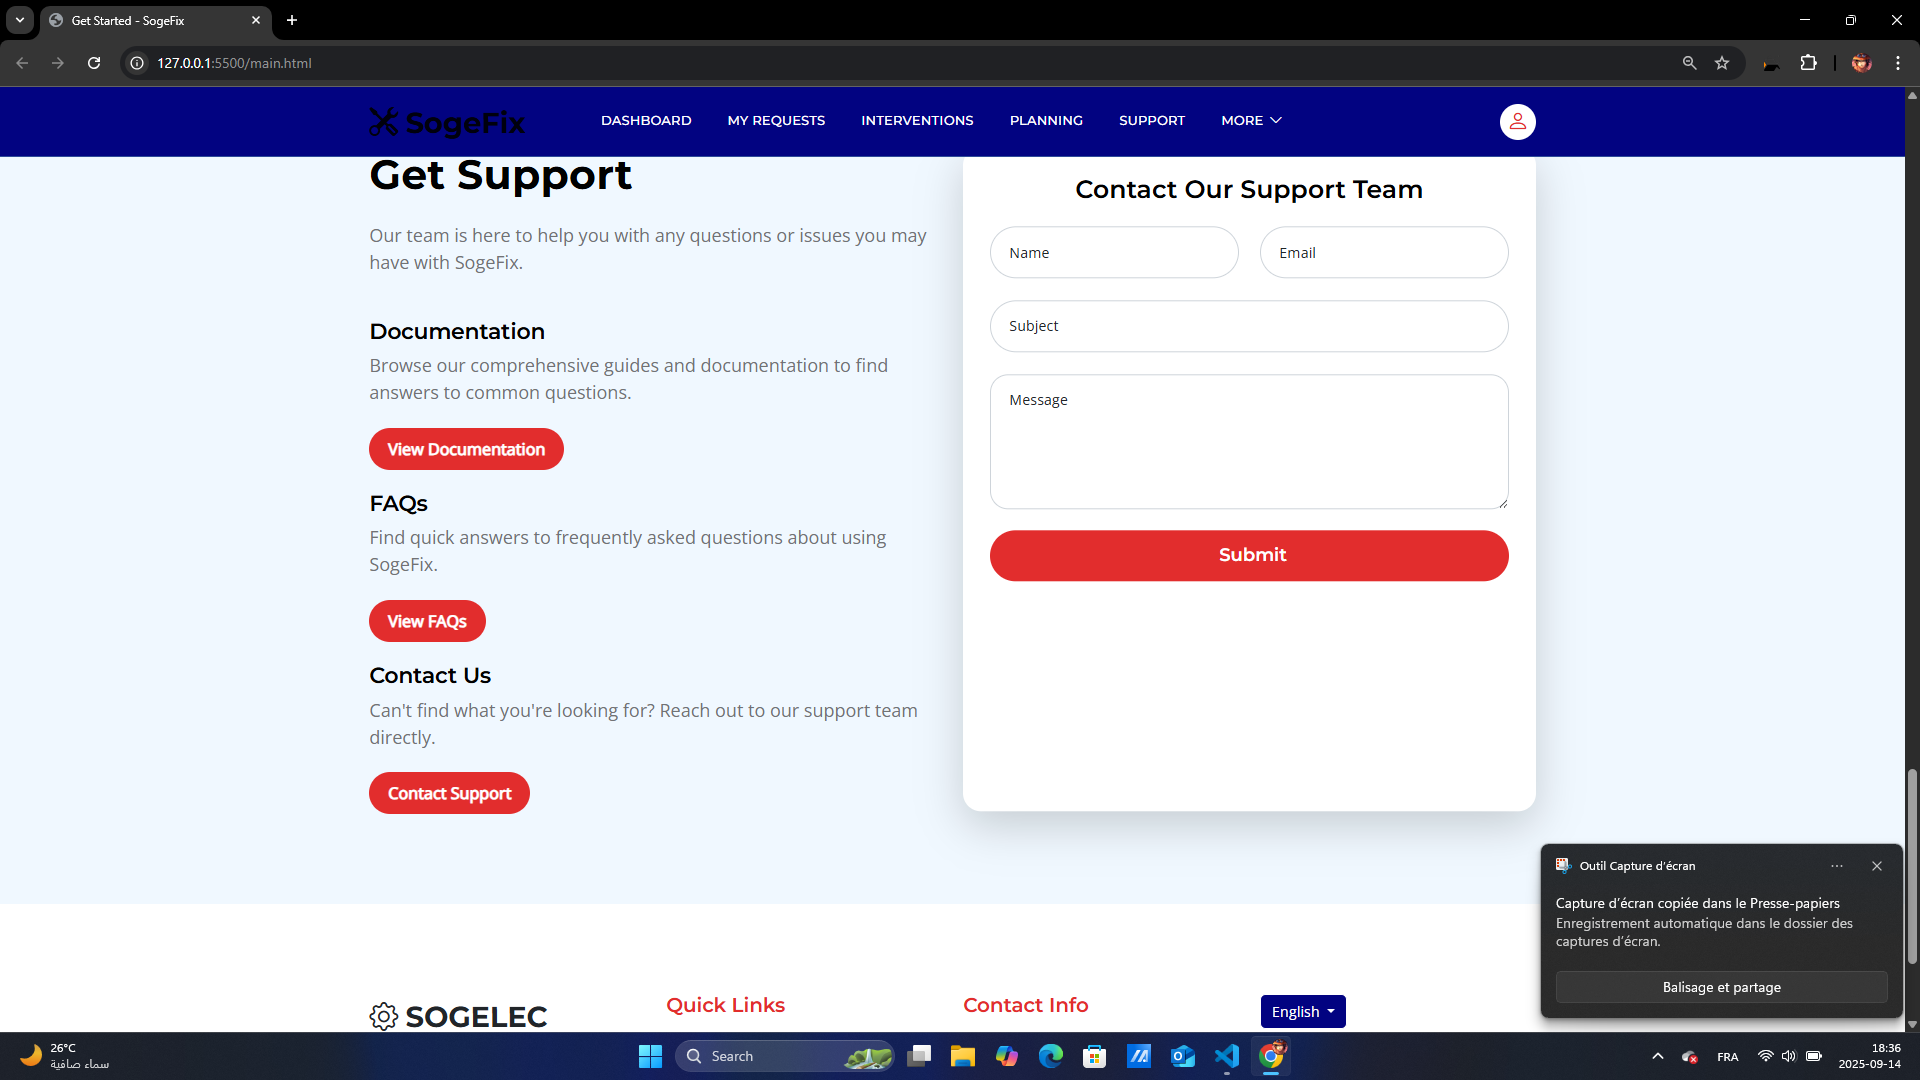 Get Started - SogeFix
127.0.0.1:5500/main.html
SogeFix
DASHBOARD
MY REQUESTS
INTERVENTIONS
PLANNING
SUPPORT
MORE
Get Support
Our team is here to help you with any questions or issues you may
have with SogeFix.
Documentation
Browse our comprehensive guides and documentation to find
answers to common questions.
View Documentation
FAQs
Find quick answers to frequently asked questions about using
SogeFix.
View FAQs
Contact Us
Can't find what you're looking for? Reach out to our support team
directly.
Contact Support
Contact Our Support Team
Name
Email
Subject
Message
Submit
Outil Capture d'écran
Capture d'écran copiée dans le Presse-papiers
Enregistrement automatique dans le dossier des
captures d'écran.
Balisage et partage
SOGELEC
Quick Links
Contact Info
English
26°C
سماء صافية
Search
FRA
18:36
2025-09-14